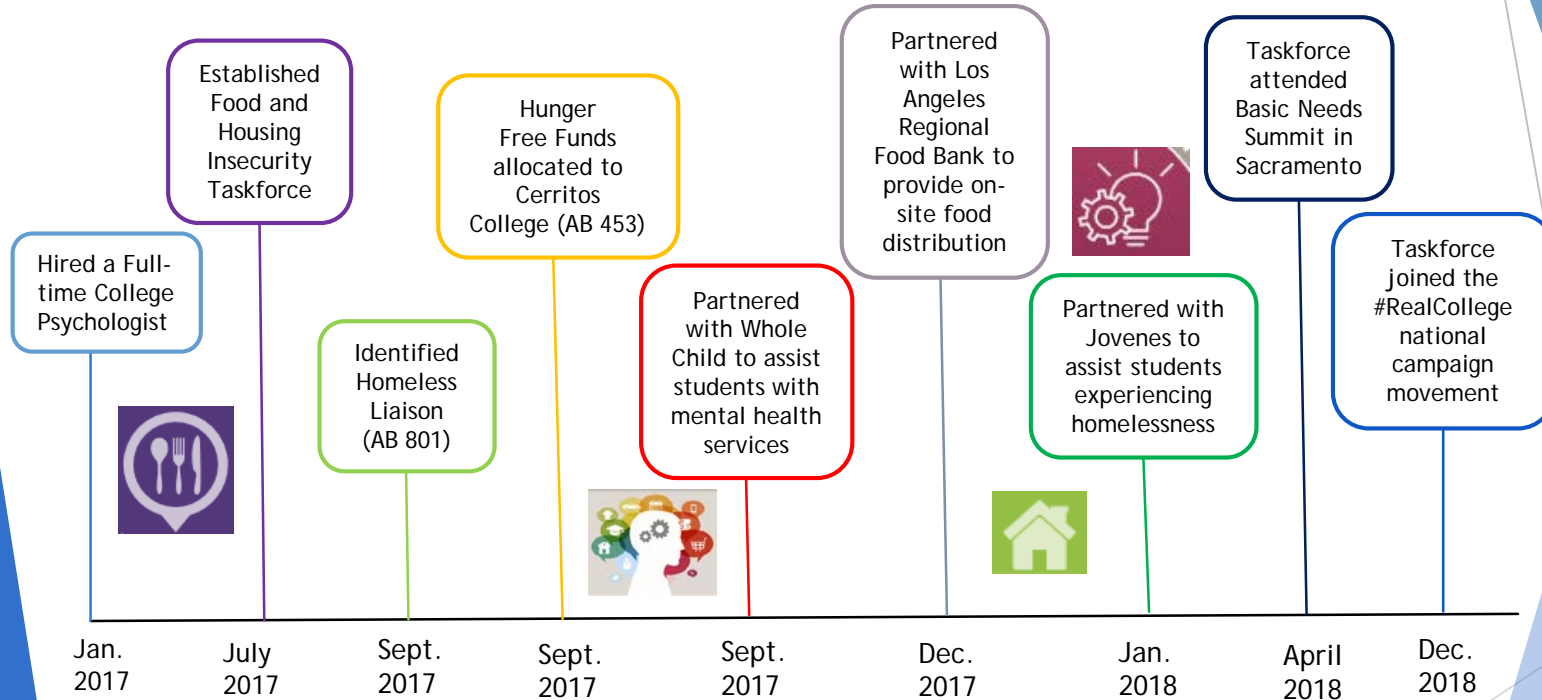 Hired a Full-
time College
Psychologist
Established
Food and
Housing
Insecurity
Taskforce
Identified
Homeless
Liaison
(AB 801)
Hunger
Free Funds
allocated to
Cerritos
College (AB 453)
Partnered
with Whole
Child to assist
students with
mental health
services
Partnered
with Los
Angeles
Regional
Food Bank to
provide on-
site food
distribution
Partnered with
Jovenes to
assist students
experiencing
homelessness
Taskforce
attended
Basic Needs
Summit in
Sacramento
Taskforce
joined the
#RealCollege
national
campaign
movement
Jan.
2017
July
2017
Sept.
2017
Sept.
2017
Sept.
2017
Dec.
2017
Jan.
2018
April
2018
Dec.
2018